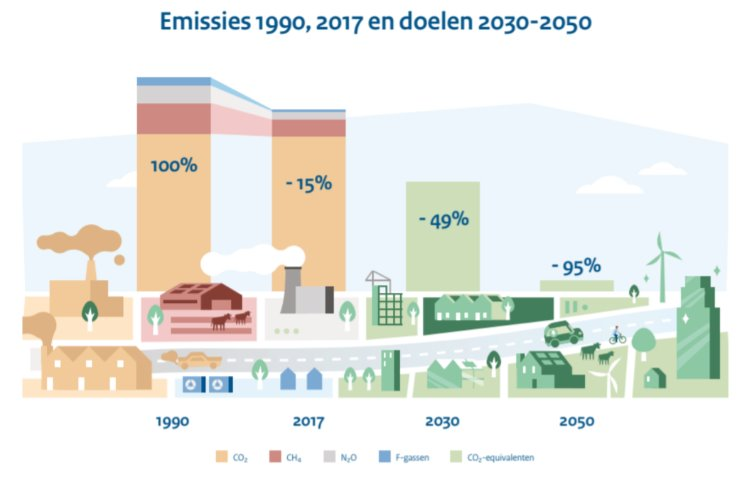 Emissies 1990, 2017 en doelen 2030-2050
100%
- 15%
- 49%
- 95%
1990 2017 2030 2050
CO₂ CH₄ N₂O F-gassen CO₂-equivalenten